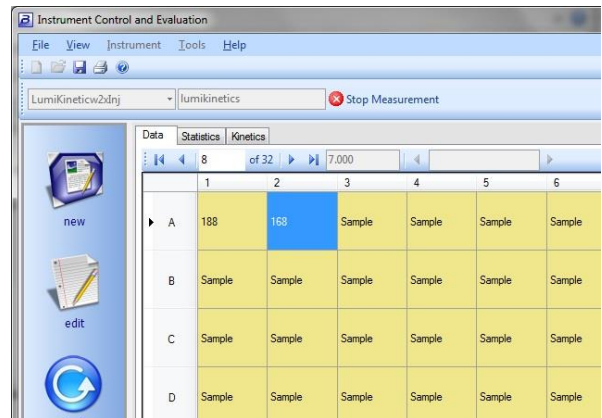 Instrument Control and Evaluation
File View Instrument Tools Help
LumiKineticw2xInj lumikinetics Stop Measurement
Data Statistics Kinetics
8 of 32 7.000
1 2 3 4 5 6
new
A 188 168 Sample Sample Sample Sample
B Sample Sample Sample Sample Sample Sample
edit
C Sample Sample Sample Sample Sample Sample
D Sample Sample Sample Sample Sample Sample